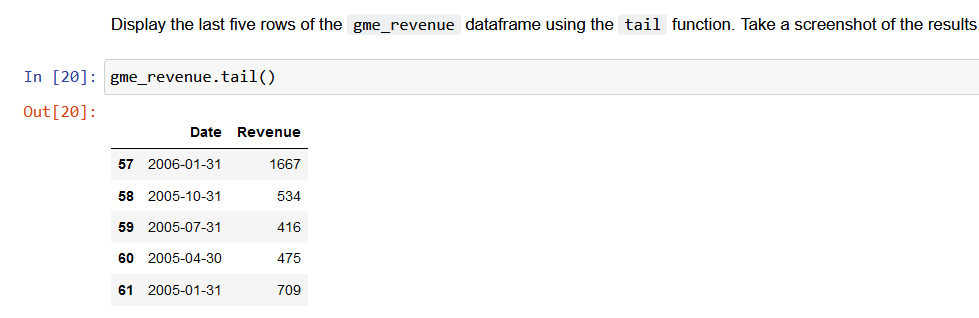 Display the last five rows of the gme_revenue dataframe using the tail function. Take a screenshot of the results
In [20]: gme_revenue.tail()
Out[20]:
Date Revenue
57 2006-01-31 1667
58 2005-10-31 534
59 2005-07-31 416
60 2005-04-30 475
61 2005-01-31 709